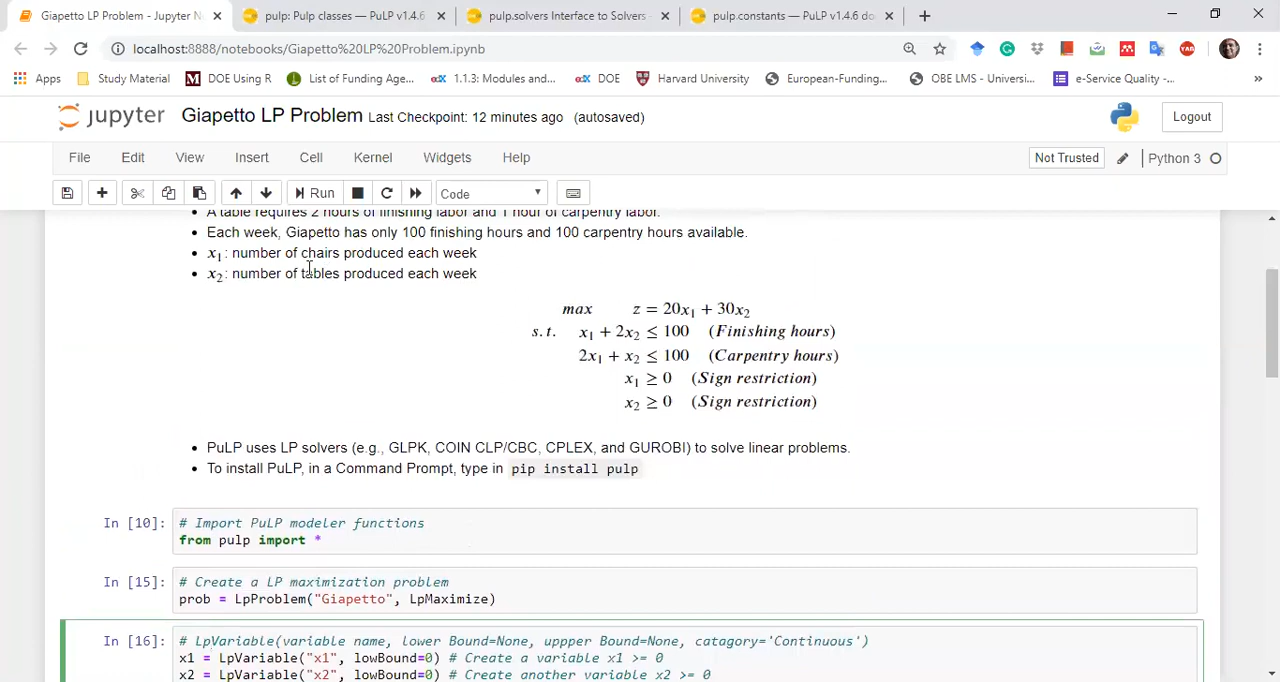 Giapetto LP Problem - Jupyter N
pulp: Pulp classes — PuLP v1.4.6
pulp.solvers Interface to Solvers -
pulp.constants — PuLP v1.4.6 do
localhost:8888/notebooks/Giapetto%20LP%20Problem.ipynb
Apps Study Material DOE Using R List of Funding Age... 1.1.3: Modules and... DOE Harvard University European-Funding... OBE LMS - Universi... e-Service Quality -... »
jupyter Giapetto LP Problem Last Checkpoint: 12 minutes ago (autosaved) Logout
File Edit View Insert Cell Kernel Widgets Help Not Trusted Python 3
Run Code
• A table requires 2 hours of finishing labor and 1 hour of carpentry labor.
• Each week, Giapetto has only 100 finishing hours and 100 carpentry hours available.
• x₁: number of chairs produced each week
• x₂: number of tables produced each week
max z = 20x₁ + 30x₂
s.t. x₁ + 2x₂ ≤ 100 (Finishing hours)
2x₁ + x₂ ≤ 100 (Carpentry hours)
x₁ ≥ 0 (Sign restriction)
x₂ ≥ 0 (Sign restriction)
• PuLP uses LP solvers (e.g., GLPK, COIN CLP/CBC, CPLEX, and GUROBI) to solve linear problems.
• To install PuLP, in a Command Prompt, type in pip install pulp
In [10]: # Import PuLP modeler functions
from pulp import *
In [15]: # Create a LP maximization problem
prob = LpProblem("Giapetto", LpMaximize)
In [16]: # LpVariable(variable name, lower Bound=None, uppper Bound=None, catagory='Continuous')
x1 = LpVariable("x1", lowBound=0) # Create a variable x1 >= 0
x2 = LpVariable("x2", lowBound=0) # Create another variable x2 >= 0